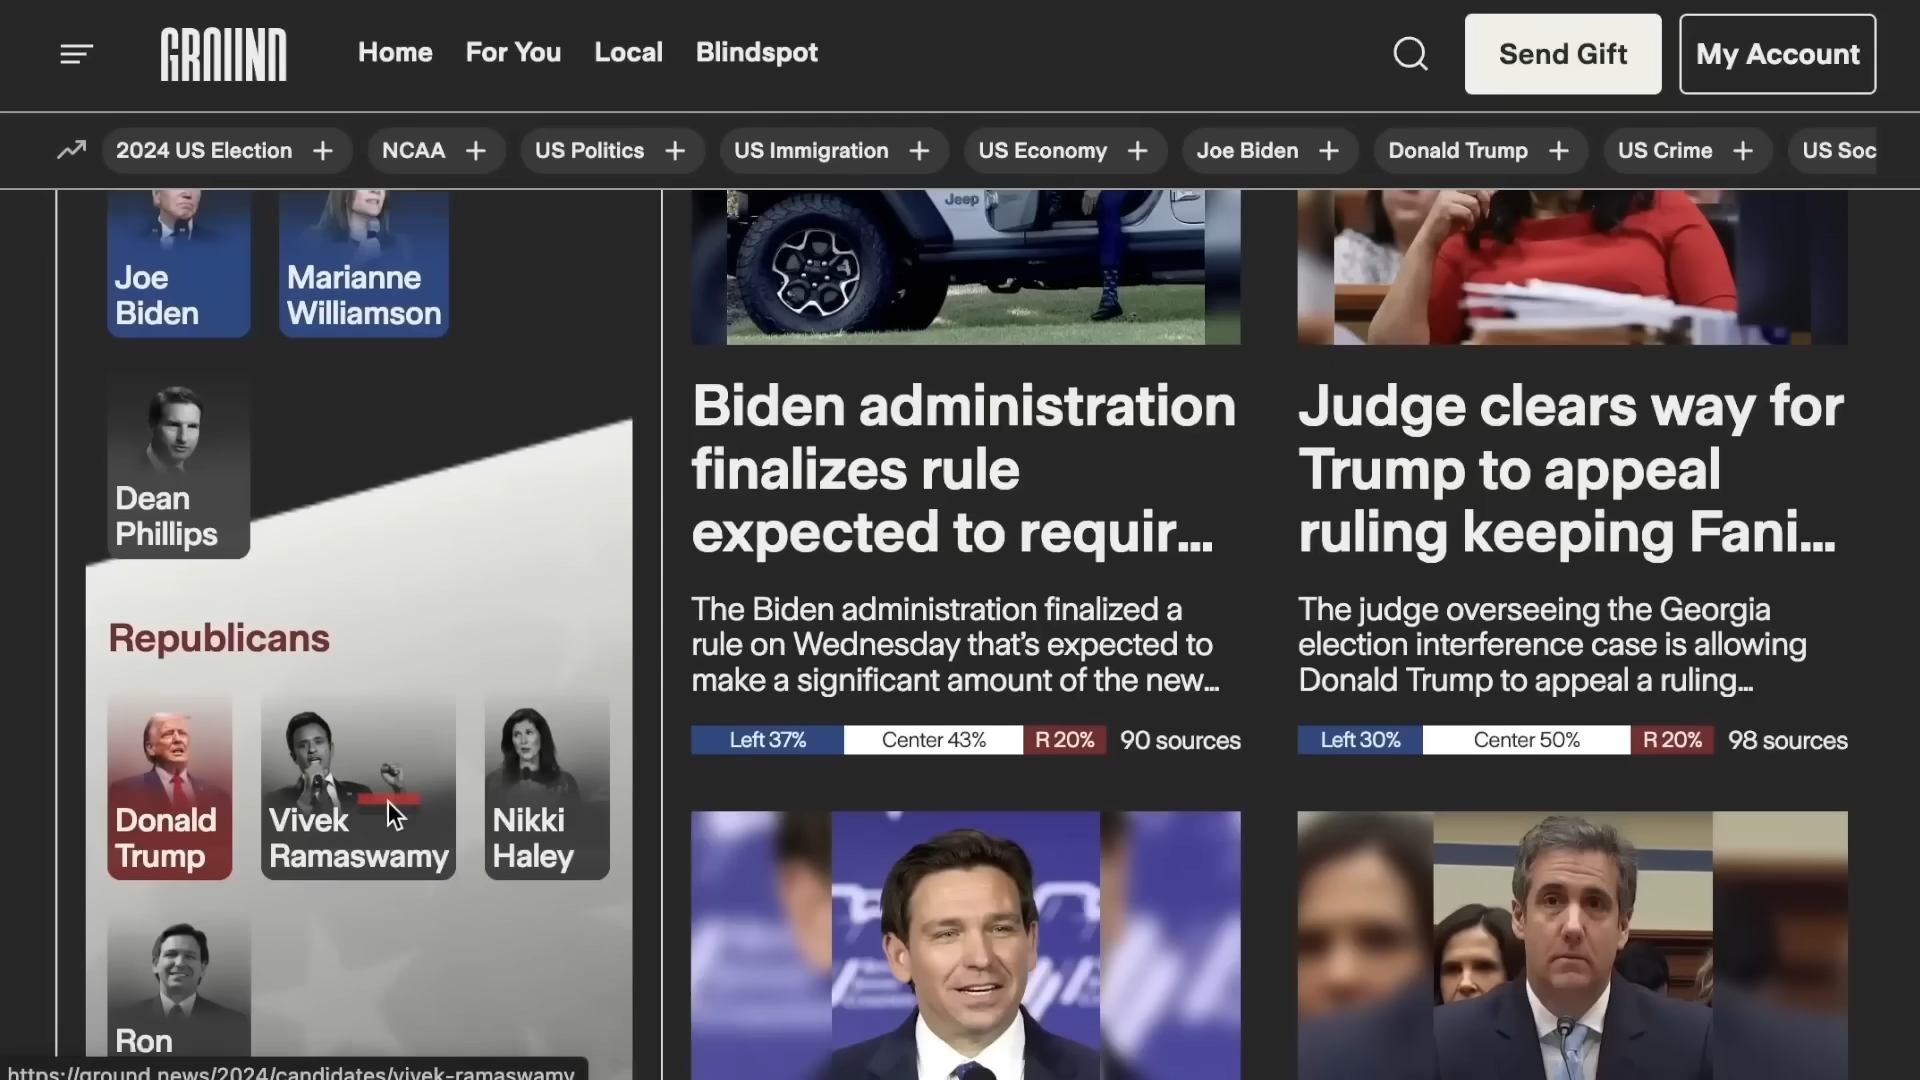 GROUND
Home
For You
Local
Blindspot
Send Gift
My Account
2024 US Election +
NCAA +
US Politics +
US Immigration +
US Economy +
Joe Biden +
Donald Trump +
US Crime +
US Soc
Joe
Biden
Marianne
Williamson
Dean
Phillips
Republicans
Donald
Trump
Vivek
Ramaswamy
Nikki
Haley
Ron
Jeep
Biden administration
finalizes rule
expected to requir...
The Biden administration finalized a
rule on Wednesday that's expected to
make a significant amount of the new...
Left 37%
Center 43%
R 20%
90 sources
Judge clears way for
Trump to appeal
ruling keeping Fani...
The judge overseeing the Georgia
election interference case is allowing
Donald Trump to appeal a ruling...
Left 30%
Center 50%
R 20%
98 sources
https://ground.news/2024/candidates/vivek-ramaswamy